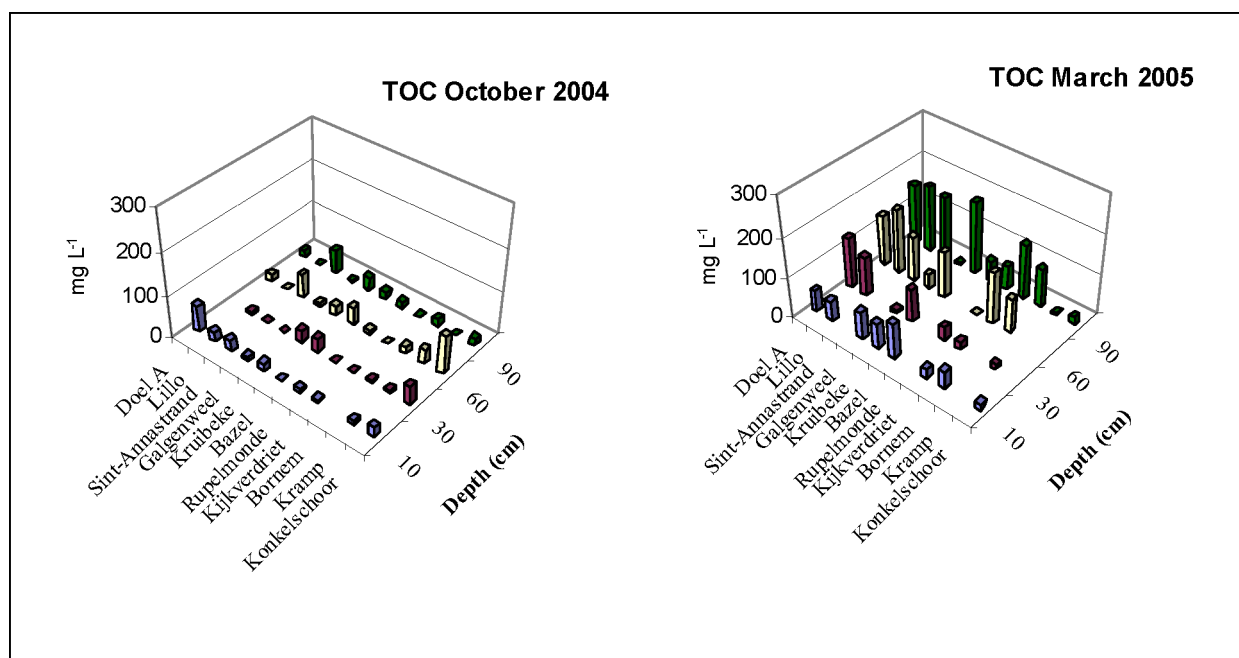 TOC October 2004
300
200
100
0
mg L-1
Doel A
Lillo
Sint-Annastrand
Galgenweel
Kruibeke
Bazel
Rupelmonde
Kijkverdriet
Bornem
Kramp
Konkelschoor
10
30
60
90
Depth (cm)
TOC March 2005
300
200
100
0
mg L-1
Doel A
Lillo
Sint-Annastrand
Galgenweel
Kruibeke
Bazel
Rupelmonde
Kijkverdriet
Bornem
Kramp
Konkelschoor
10
30
60
90
Depth (cm)